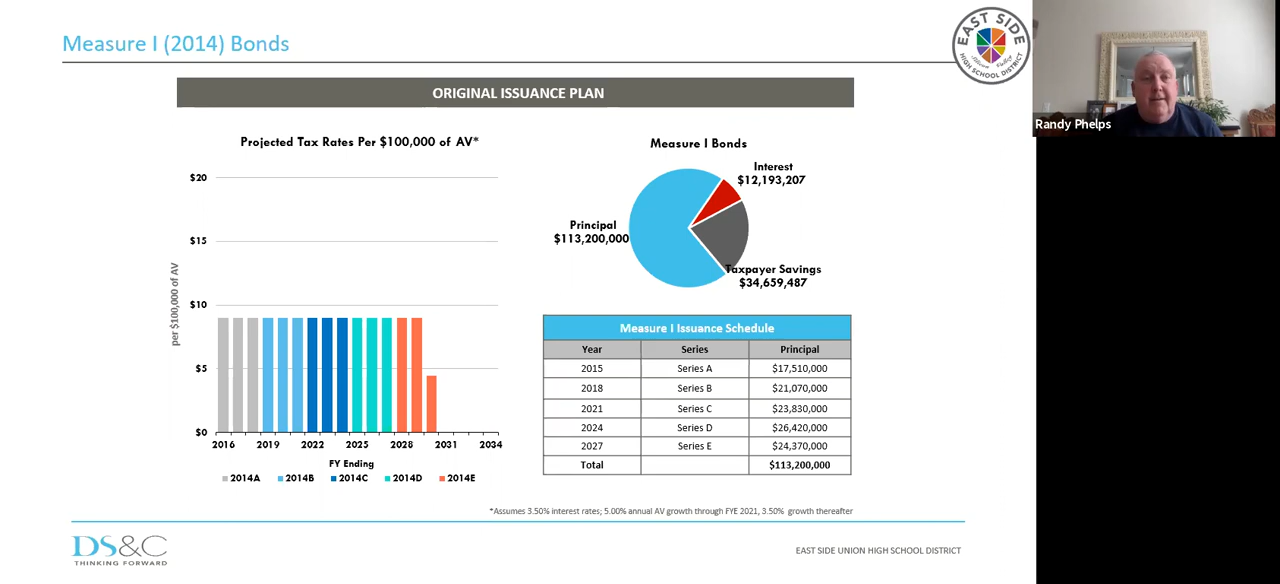 Measure I (2014) Bonds
EAST SIDE
HIGH SCHOOL DISTRICT
Randy Phelps
ORIGINAL ISSUANCE PLAN
Projected Tax Rates Per $100,000 of AV*
$20
$15
$10
$5
$0
per $100,000 of AV
2016 2019 2022 2025 2028 2031 2034
FY Ending
2014A 2014B 2014C 2014D 2014E
Measure I Bonds
Interest
$12,193,207
Principal
$113,200,000
Taxpayer Savings
$34,659,487
Measure I Issuance Schedule
Year Series Principal
2015 Series A $17,510,000
2018 Series B $21,070,000
2021 Series C $23,830,000
2024 Series D $26,420,000
2027 Series E $24,370,000
Total $113,200,000
*Assumes 3.50% interest rates; 5.00% annual AV growth through FYE 2021, 3.50% growth thereafter
DS&C
THINKING FORWARD
EAST SIDE UNION HIGH SCHOOL DISTRICT